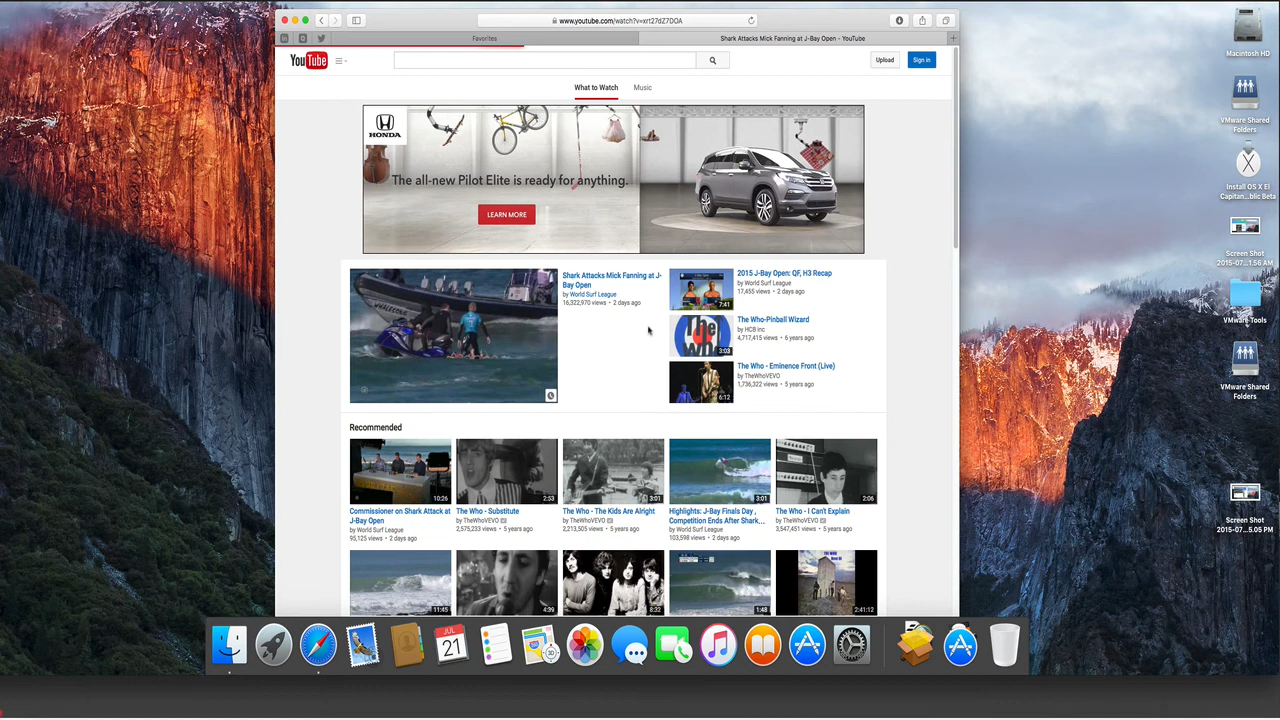 www.youtube.com/watch?v=xrt27dZ7DOA
Favorites
Shark Attacks Mick Fanning at J-Bay Open - YouTube
YouTube
Upload
Sign in
What to Watch
Music
HONDA
The all-new Pilot Elite is ready for anything.
LEARN MORE
Shark Attacks Mick Fanning at J-
Bay Open
by World Surf League
16,322,970 views • 2 days ago
7:41
2015 J-Bay Open: QF, H3 Recap
by World Surf League
17,455 views • 2 days ago
3:03
The Who-Pinball Wizard
by HCB inc
4,717,415 views • 6 years ago
6:12
The Who - Eminence Front (Live)
by TheWhoVEVO
1,736,322 views • 5 years ago
Recommended
10:26
2:53
3:01
3:01
2:06
Commissioner on Shark Attack at
J-Bay Open
by World Surf League
95,125 views • 2 days ago
The Who - Substitute
by TheWhoVEVO
2,575,233 views • 5 years ago
The Who - The Kids Are Alright
by TheWhoVEVO
2,213,505 views • 5 years ago
Highlights: J-Bay Finals Day ,
Competition Ends After Shark...
by World Surf League
103,598 views • 2 days ago
The Who - I Can't Explain
by TheWhoVEVO
3,547,451 views • 5 years ago
11:45
4:39
8:32
1:48
2:41:12
Macintosh HD
VMware Shared
Folders
Install OS X El
Capitan...blic Beta
Screen Shot
2015-07...1.56 AM
VMware Tools
VMware Shared
Folders
Screen Shot
2015-07...5.05 PM
JUL
21